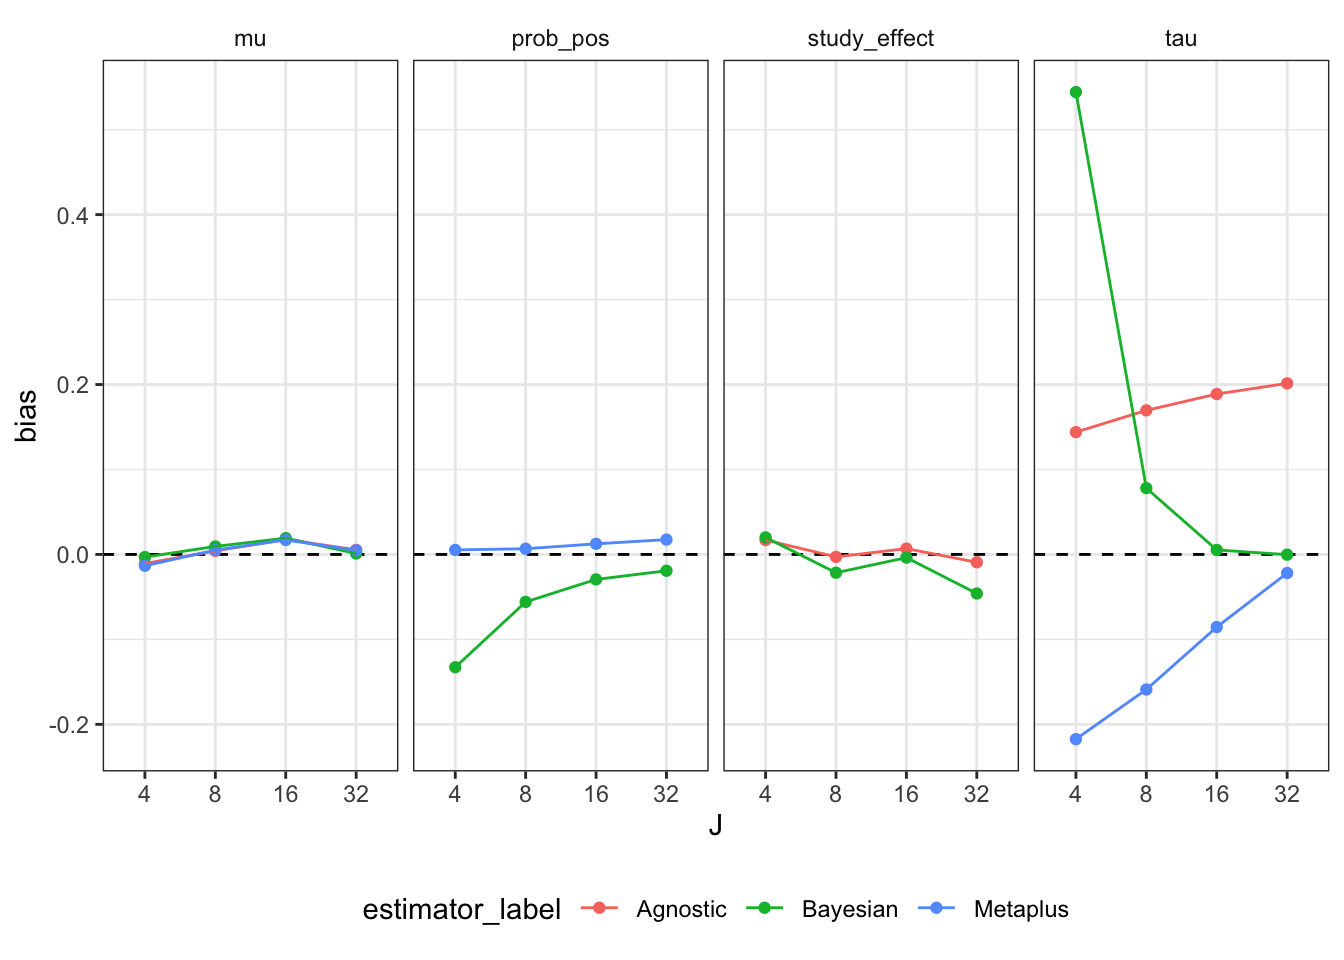 mu prob_pos study_effect tau
0.4
0.2
0.0
-0.2
bias
4 8 16 32 4 8 16 32 4 8 16 32 4 8 16 32
J
estimator_label Agnostic Bayesian Metaplus